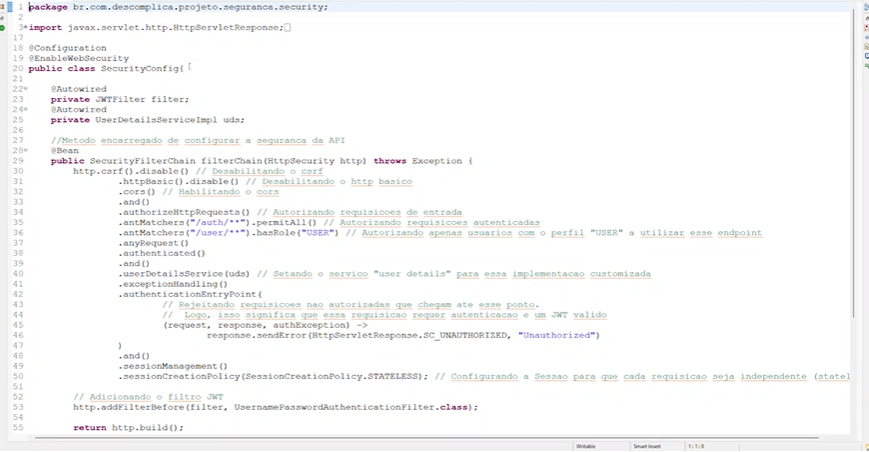 1 package br.com.descomplica.projeto.seguranca.security;
2
3 import javax.servlet.http.HttpServletResponse;
17
18 @Configuration
19 @EnableWebSecurity
20 public class SecurityConfig{
21
22 @Autowired
23 private JWTFilter filter;
24 @Autowired
25 private UserDetailsServiceImpl uds;
26
27 //Metodo encarregado de configurar a seguranca da API
28 @Bean
29 public SecurityFilterChain filterChain(HttpSecurity http) throws Exception {
30 http.csrf().disable() // Desabilitando o csrf
31 .httpBasic().disable() // Desabilitando o http basico
32 .cors() // Habilitando o cors
33 .and()
34 .authorizeHttpRequests() // Autorizando requisicoes de entrada
35 .antMatchers("/auth/**").permitAll() // Autorizando requisicoes autenticadas
36 .antMatchers("/user/**").hasRole("USER") // Autorizando apenas usuarios com o perfil "USER" a utilizar esse endpoint
37 .anyRequest()
38 .authenticated()
39 .and()
40 .userDetailsService(uds) // Setando o servico "user details" para essa implementacao customizada
41 .exceptionHandling()
42 .authenticationEntryPoint(
43 // Rejeitando requisicoes nao autorizadas que chegam ate esse ponto.
44 // Logo, isso significa que essa requisicao requer autenticacao e um JWT valido
45 (request, response, authException) ->
46 response.sendError(HttpServletResponse.SC_UNAUTHORIZED, "Unauthorized")
47 )
48 .and()
49 .sessionManagement()
50 .sessionCreationPolicy(SessionCreationPolicy.STATELESS); // Configurando a Sessao para que cada requisicao seja independente (statel
51
52 // Adicionando o filtro JWT
53 http.addFilterBefore(filter, UsernamePasswordAuthenticationFilter.class);
54
55 return http.build();
Writable Smart Insert 1:1:0